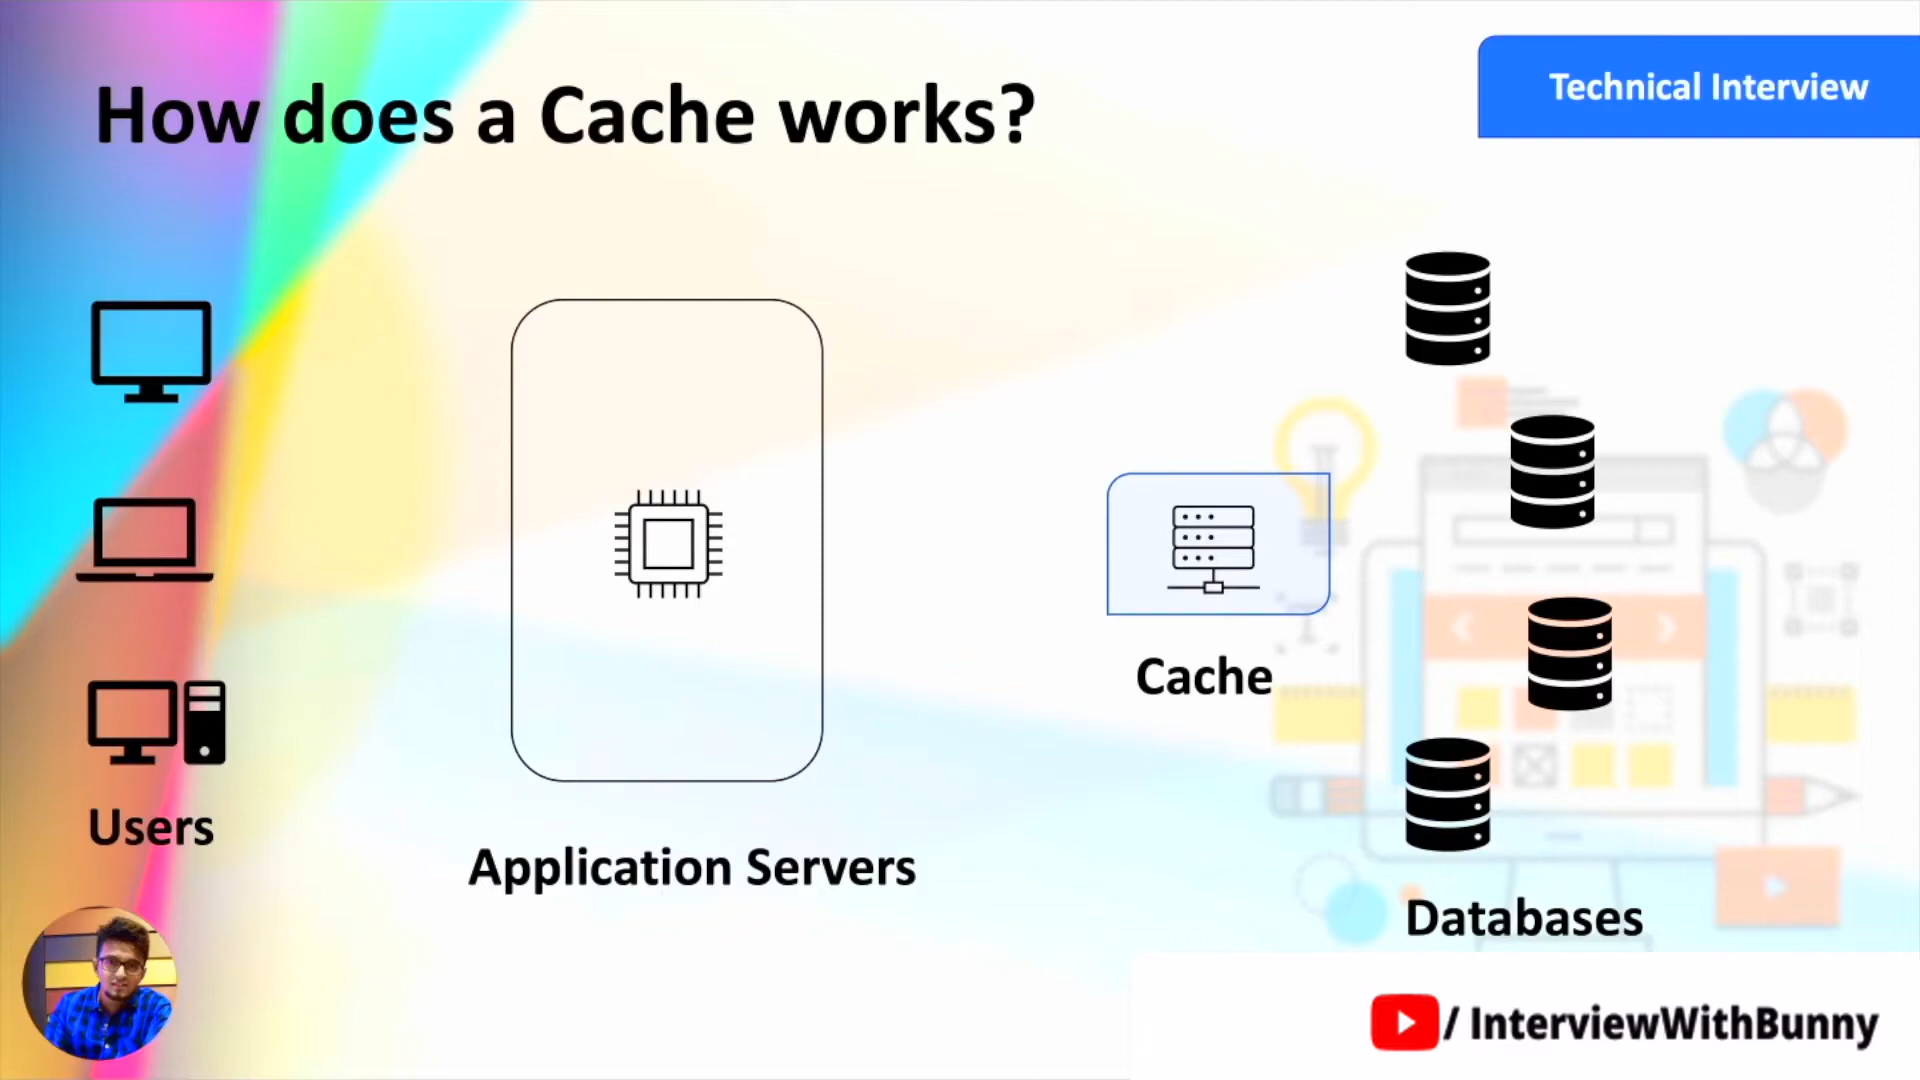 How does a Cache works?
Technical Interview
Cache
Users
Application Servers
Databases
/ InterviewWithBunny